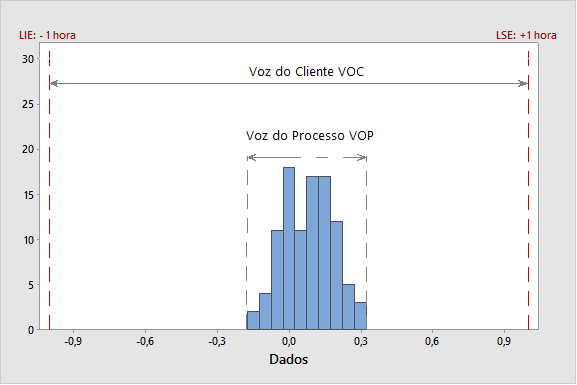 LIE: - 1 hora
LSE: +1 hora
30
Voz do Cliente VOC
25
20
Voz do Processo VOP
15
10
5
0
-0,9 -0,6 -0,3 0,0 0,3 0,6 0,9
Dados